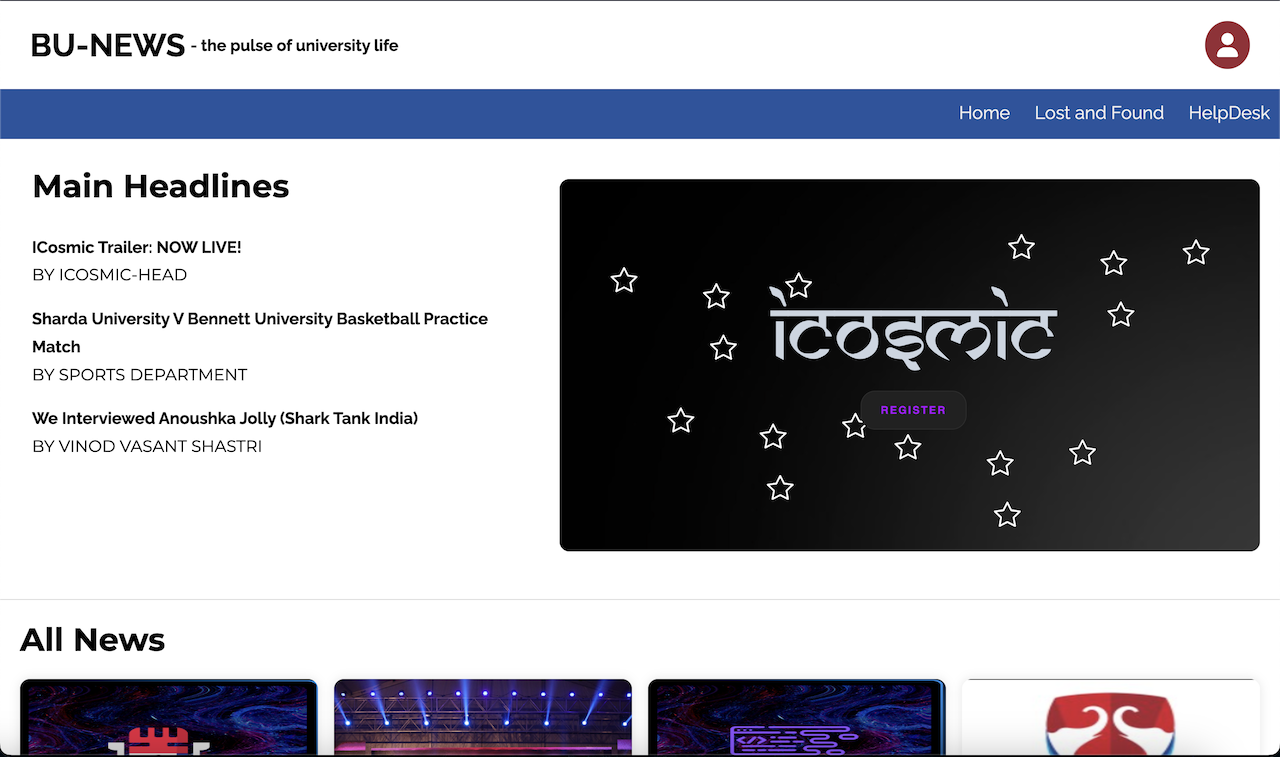 BU-NEWS - the pulse of university life
Home Lost and Found HelpDesk
Main Headlines
ICosmic Trailer: NOW LIVE!
BY ICOSMIC-HEAD
Sharda University V Bennett University Basketball Practice
Match
BY SPORTS DEPARTMENT
We Interviewed Anoushka Jolly (Shark Tank India)
BY VINOD VASANT SHASTRI
icosmic
REGISTER
All News